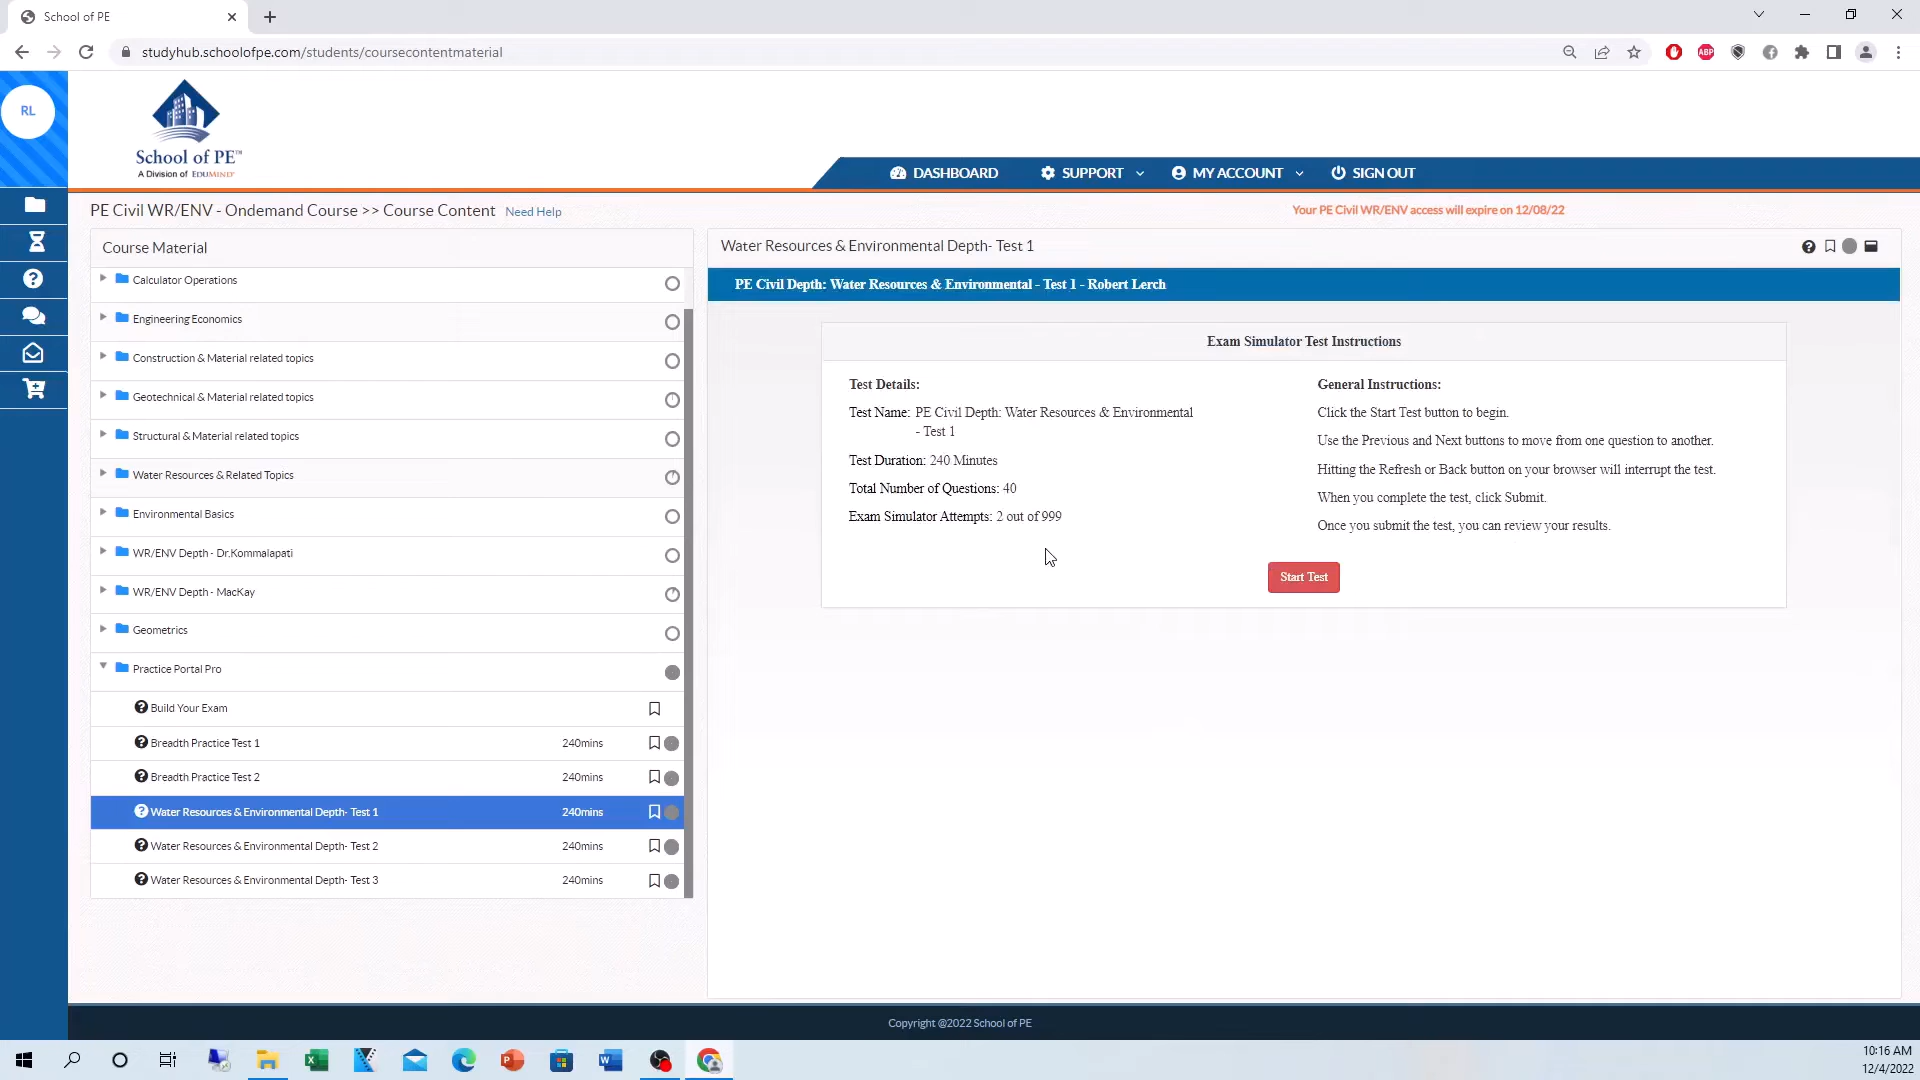 School of PE
studyhub.schoolofpe.com/students/coursecontentmaterial
ABP
RL
School of PE™
A Division of EDUMIND
DASHBOARD
SUPPORT
MY ACCOUNT
SIGN OUT
PE Civil WR/ENV - Ondemand Course >> Course Content
Need Help
Your PE Civil WR/ENV access will expire on 12/08/22
Course Material
Calculator Operations
Engineering Economics
Construction & Material related topics
Geotechnical & Material related topics
Structural & Material related topics
Water Resources & Related Topics
Environmental Basics
WR/ENV Depth - Dr.Kommalapati
WR/ENV Depth - MacKay
Geometrics
Practice Portal Pro
Build Your Exam
Breadth Practice Test 1 240mins
Breadth Practice Test 2 240mins
Water Resources & Environmental Depth- Test 1 240mins
Water Resources & Environmental Depth- Test 2 240mins
Water Resources & Environmental Depth- Test 3 240mins
Water Resources & Environmental Depth- Test 1
PE Civil Depth: Water Resources & Environmental - Test 1 - Robert Lerch
Exam Simulator Test Instructions
Test Details:
Test Name: PE Civil Depth: Water Resources & Environmental
- Test 1
Test Duration: 240 Minutes
Total Number of Questions: 40
Exam Simulator Attempts: 2 out of 999
General Instructions:
Click the Start Test button to begin.
Use the Previous and Next buttons to move from one question to another.
Hitting the Refresh or Back button on your browser will interrupt the test.
When you complete the test, click Submit.
Once you submit the test, you can review your results.
Start Test
Copyright @2022 School of PE
10:16 AM
12/4/2022